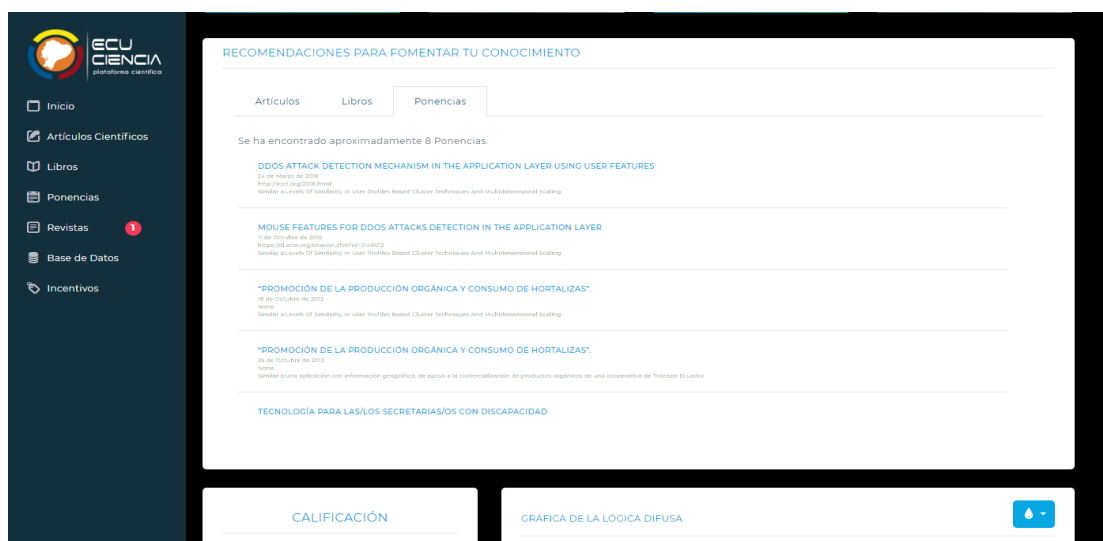 ECU
CIENCIA
plataforma científica
Inicio
Artículos Científicos
Libros
Ponencias
Revistas 1
Base de Datos
Incentivos
RECOMENDACIONES PARA FOMENTAR TU CONOCIMIENTO
Artículos Libros Ponencias
Se ha encontrado aproximadamente 8 Ponencias.
DDOS ATTACK DETECTION MECHANISM IN THE APPLICATION LAYER USING USER FEATURES
24 de Marzo de 2018
Similar a:Levels Of Similarity in User Profiles Based Cluster Techniques And Multidimensional Scaling
MOUSE FEATURES FOR DDOS ATTACKS DETECTION IN THE APPLICATION LAYER
Similar a:Levels Of Similarity in User Profiles Based Cluster Techniques And Multidimensional Scaling
"PROMOCIÓN DE LA PRODUCCIÓN ORGÁNICA Y CONSUMO DE HORTALIZAS".
18 de Octubre de 2013
None
Similar a:Levels Of Similarity in User Profiles Based Cluster Techniques And Multidimensional Scaling
"PROMOCIÓN DE LA PRODUCCIÓN ORGÁNICA Y CONSUMO DE HORTALIZAS".
25 de Octubre de 2013
None
Similar a:Una aplicación con información geográfica, de apoyo a la comercialización de productos orgánicos de una cooperativa de Toacazo Ecuador
TECNOLOGÍA PARA LAS/LOS SECRETARIAS/OS CON DISCAPACIDAD
CALIFICACIÓN
GRÁFICA DE LA LÓGICA DIFUSA